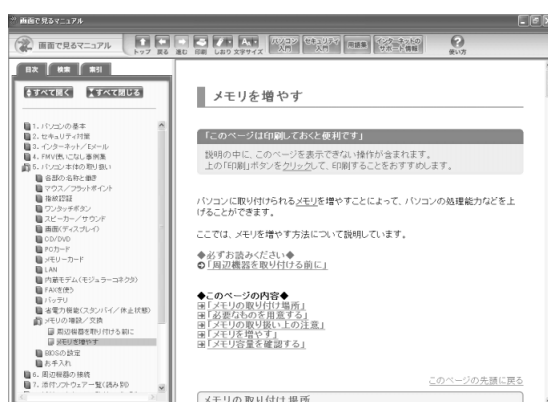 画面で見るマニュアル
画面で見るマニュアル
トップ 戻る 進む 印刷 しおり 文字サイズ
パソコン入門
セキュリティ入門
用語集
インターネットのサポート情報
使い方
目次 検索 索引
すべて開く すべて閉じる
1. パソコンの基本
2. セキュリティ対策
3. インターネット/Eメール
4. FMV使いこなし事例集
5. パソコン本体の取り扱い
各部の名称と働き
マウス/フラットポイント
指紋認証
ワンタッチボタン
スピーカー/サウンド
画面(ディスプレイ)
CD/DVD
PCカード
メモリーカード
LAN
内蔵モデム(モジュラーコネクタ)
FAXを使う
バッテリ
省電力機能(スタンバイ/休止状態)
メモリの増設/交換
周辺機器を取り付ける前に
メモリを増やす
BIOSの設定
お手入れ
6. 周辺機器の接続
7. 添付ソフトウェア一覧(読み別)
メモリを増やす
「このページは印刷しておくと便利です」
説明の中に、このページを表示できない操作が含まれます。
上の「印刷」ボタンをクリックして、印刷することをおすすめします。
パソコンに取り付けられるメモリを増やすことによって、パソコンの処理能力などを上
げることができます。
ここでは、メモリを増やす方法について説明しています。
◆必ずお読みください◆
「周辺機器を取り付ける前に」
◆このページの内容◆
「メモリの取り付け場所」
「必要なものを用意する」
「メモリの取り扱い上の注意」
「メモリを増やす」
「メモリ容量を確認する」
このページの先頭に戻る
メモリの取り付け場所